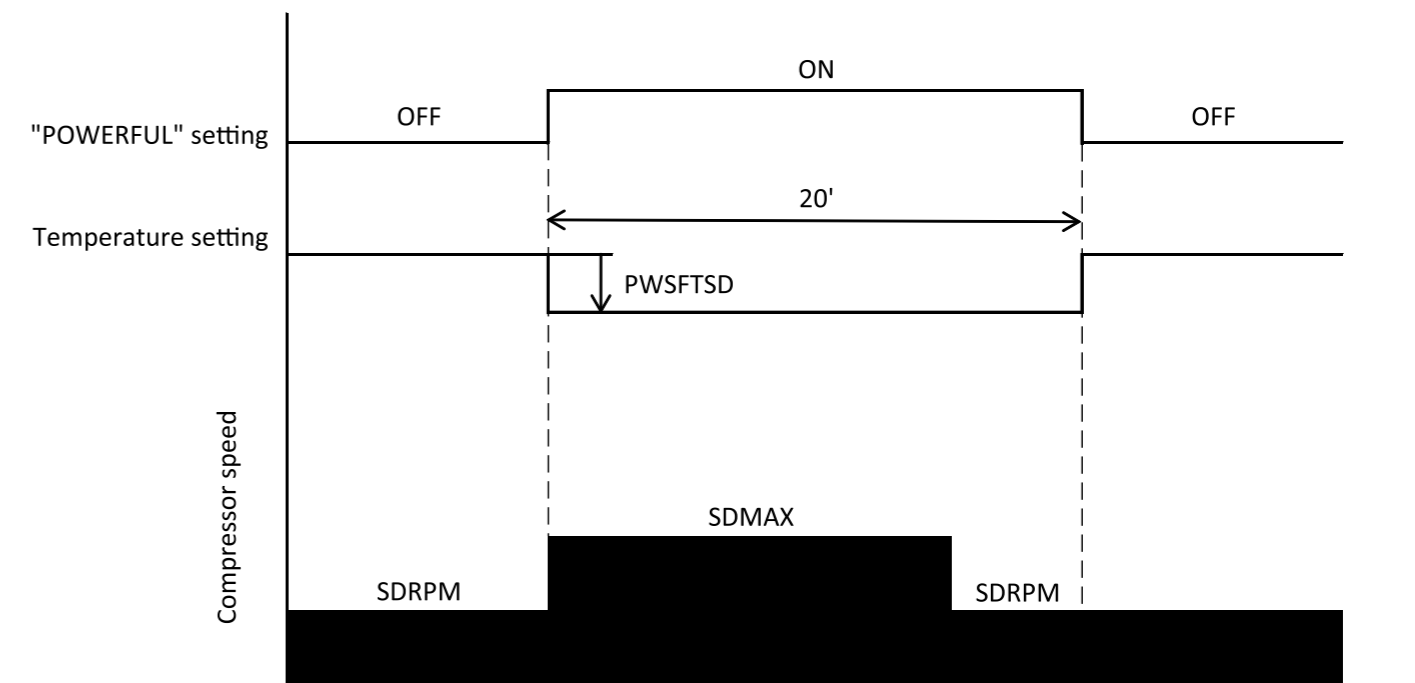 ON
OFF
OFF
"POWERFUL" setting
20'
Temperature setting
PWSFTSD
Compressor speed
SDMAX
SDRPM
SDRPM